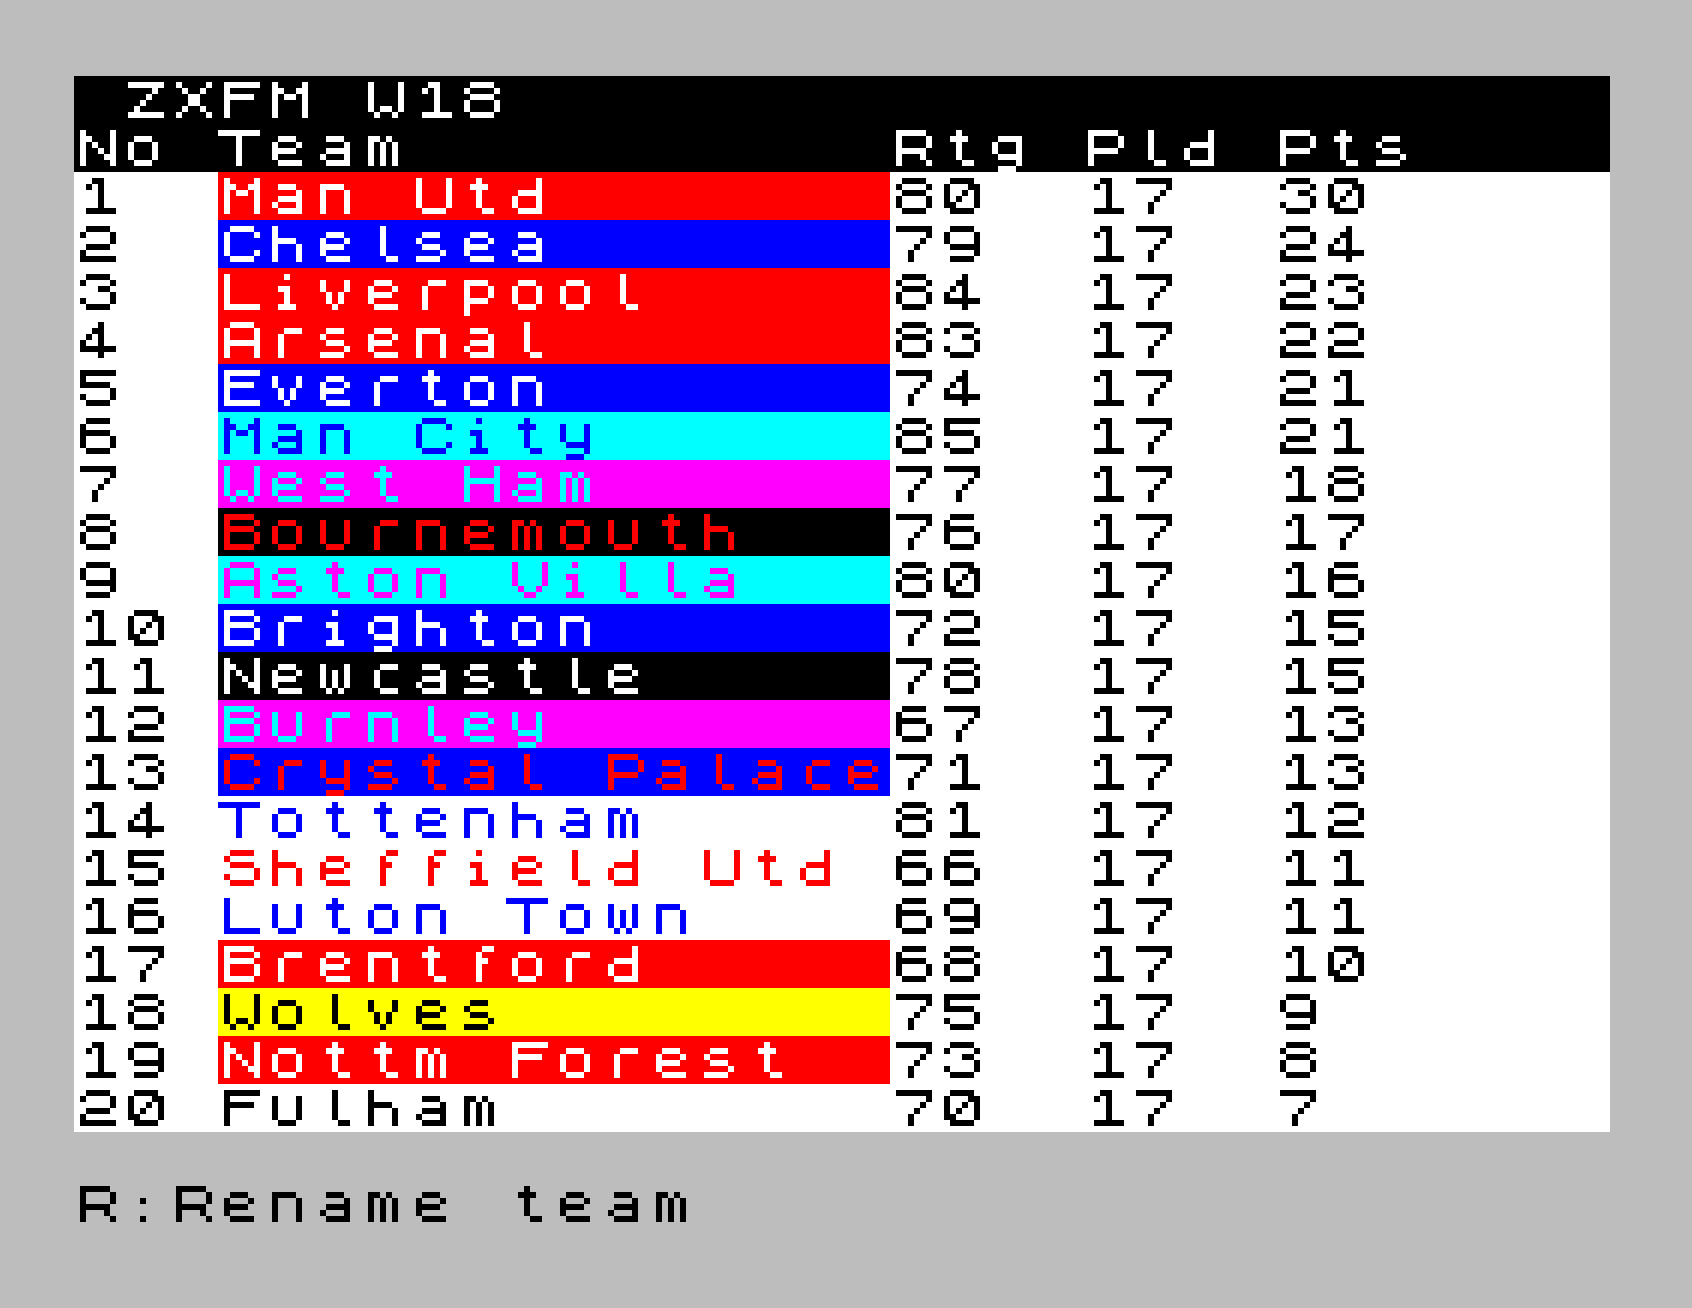 ZXFM W18
No Team Rtg Pld Pts
1 Man Utd 80 17 30
2 Chelsea 79 17 24
3 Liverpool 84 17 23
4 Arsenal 83 17 22
5 Everton 74 17 21
6 Man City 85 17 21
7 West Ham 77 17 18
8 Bournemouth 76 17 17
9 Aston Villa 80 17 16
10 Brighton 72 17 15
11 Newcastle 78 17 15
12 Burnley 67 17 13
13 Crystal Palace 71 17 13
14 Tottenham 81 17 12
15 Sheffield Utd 66 17 11
16 Luton Town 69 17 11
17 Brentford 68 17 10
18 Wolves 75 17 9
19 Nottm Forest 73 17 8
20 Fulham 70 17 7
R:Rename team